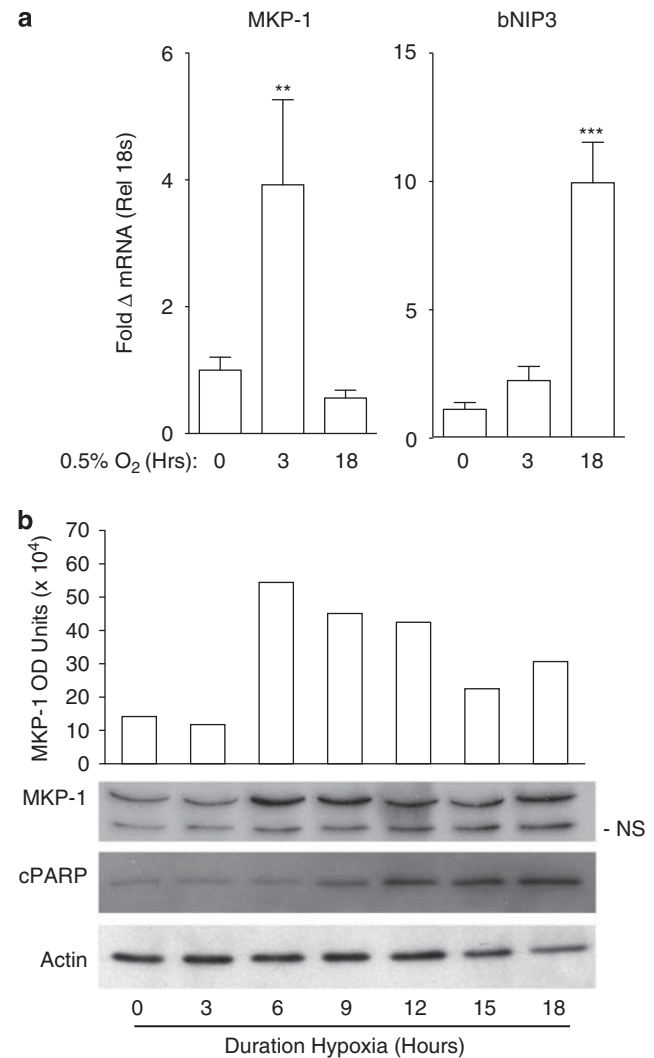 a
MKP-1
bNIP3
Fold Δ mRNA (Rel 18s)
6
4
2
0
**
15
10
5
0
***
0.5% O2 (Hrs): 0 3 18
0 3 18
b
MKP-1 OD Units (x 10^4)
70
60
50
40
30
20
10
0
MKP-1
- NS
cPARP
Actin
0 3 6 9 12 15 18
Duration Hypoxia (Hours)